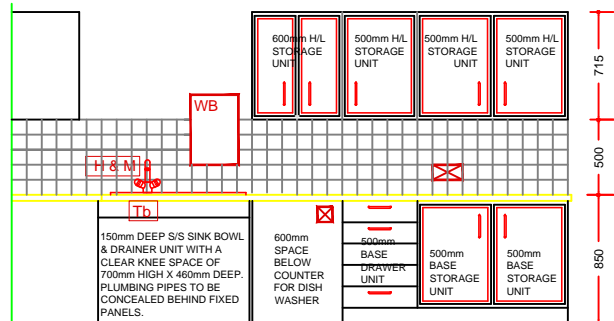 600mm H/L
STORAGE
UNIT
500mm H/L
STORAGE
UNIT
500mm H/L
STORAGE
UNIT
500mm H/L
STORAGE
UNIT
715
WB
500
H & M
Tb
150mm DEEP S/S SINK BOWL
& DRAINER UNIT WITH A
CLEAR KNEE SPACE OF
700mm HIGH X 460mm DEEP.
PLUMBING PIPES TO BE
CONCEALED BEHIND FIXED
PANELS.
600mm
SPACE
BELOW
COUNTER
FOR DISH
WASHER
500mm
BASE
DRAWER
UNIT
500mm
BASE
STORAGE
UNIT
500mm
BASE
STORAGE
UNIT
850